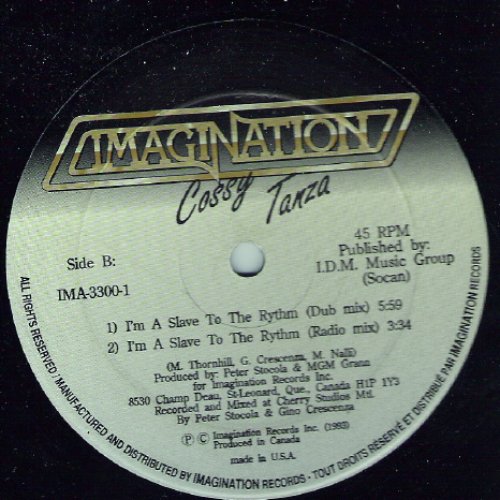 IMAGINATION
Cossy Tanza
Side B:
IMA-3300-1
45 RPM
Published by:
I.D.M. Music Group
(Socan)
1) I'm A Slave To The Rythm (Dub mix) 5:59
2) I'm A Slave To The Rythm (Radio mix) 3:34
(M. Thornhill, G. Crescenza, M. Nalli)
Produced by: Peter Stocola & MGM Grann
for Imagination Records Inc.
8530 Champ Deau, St-Leonard, Que., Canada H1P 1Y3
Recorded and Mixed at Cherry Studios Mtl.
By Peter Stocola & Gino Crescenza
Ⓟ © Imagination Records Inc. (1993)
Produced in Canada
made in U.S.A.
ALL RIGHTS RESERVED / MANUFACTURED AND DISTRIBUTED BY IMAGINATION RECORDS - TOUT DROITS RESERVÉ ET DISTRIBUÉ PAR IMAGINATION RECORDS